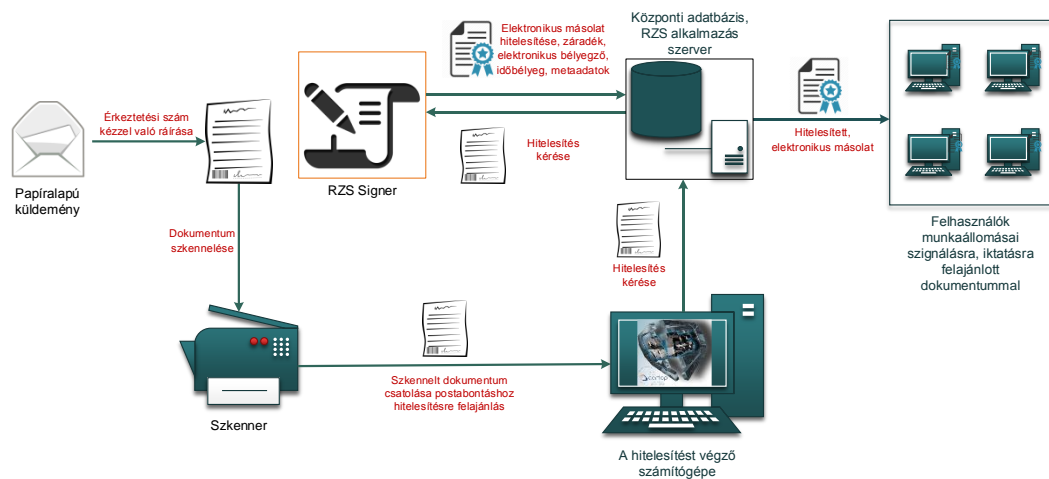 Elektronikus másolat
hitelesítése, záradék,
elektronikus bélyegző,
időbélyeg, metaadatok
Központi adatbázis,
RZS alkalmazás
szerver
Érkeztetési szám
kézzel való ráírása
Hitelesítés
kérése
Hitelesített,
elektronikus másolat
Papíralapú
küldemény
RZS Signer
Felhasználók
munkaállomásai
szignálásra, iktatásra
felajánlott
dokumentummal
Dokumentum
szkennelése
Hitelesítés
kérése
Szkennelt dokumentum
csatolása postabontáshoz
hitelesítésre felajánlás
Szkenner
A hitelesítést végző
számítógépe